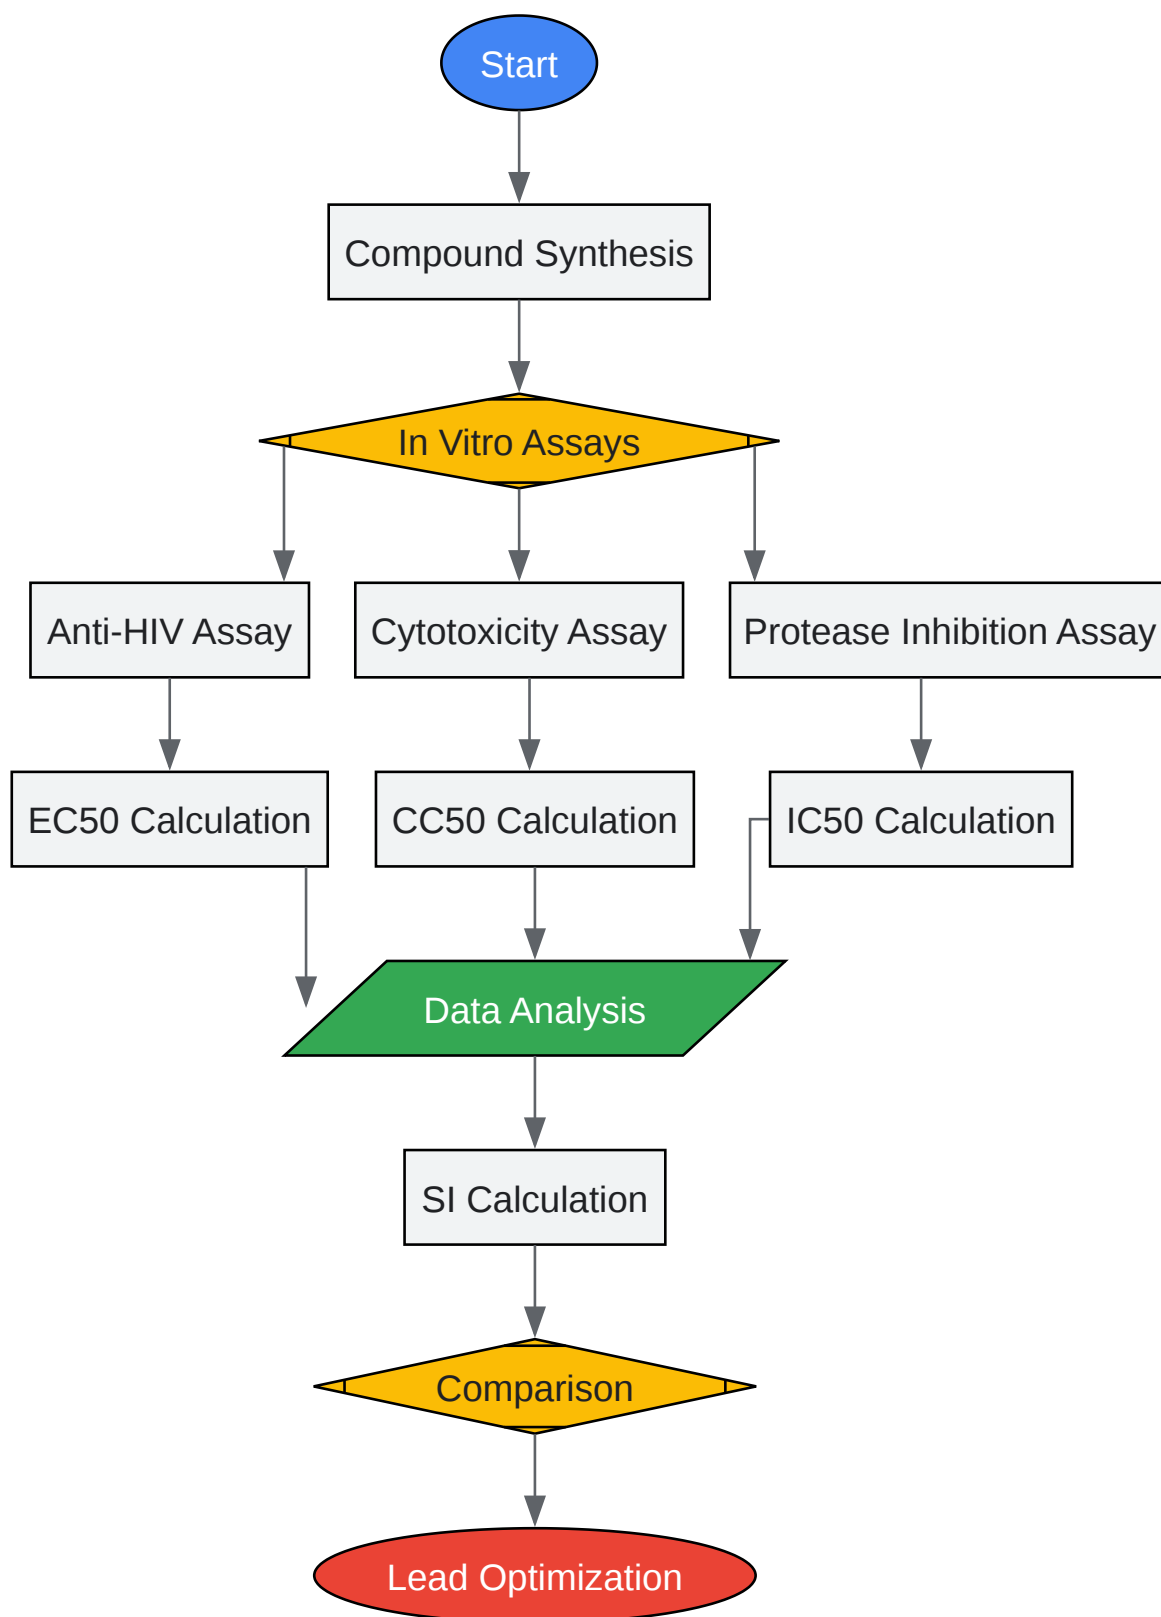 Start
Compound Synthesis
In Vitro Assays
Anti-HIV Assay
Cytotoxicity Assay
Protease Inhibition Assay
EC50 Calculation
CC50 Calculation
IC50 Calculation
Data Analysis
SI Calculation
Comparison
Lead Optimization